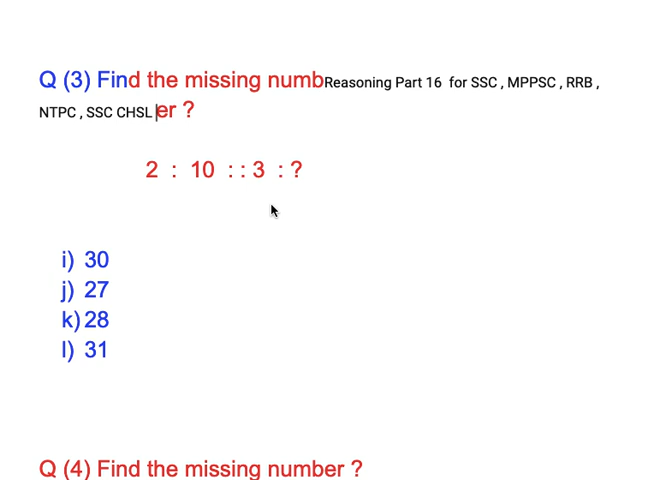 Q (3) Find the missing numbReasoning Part 16 for SSC , MPPSC , RRB ,
NTPC , SSC CHSL er ?
2 : 10 : : 3 : ?
i) 30
j) 27
k) 28
l) 31
Q (4) Find the missing number ?